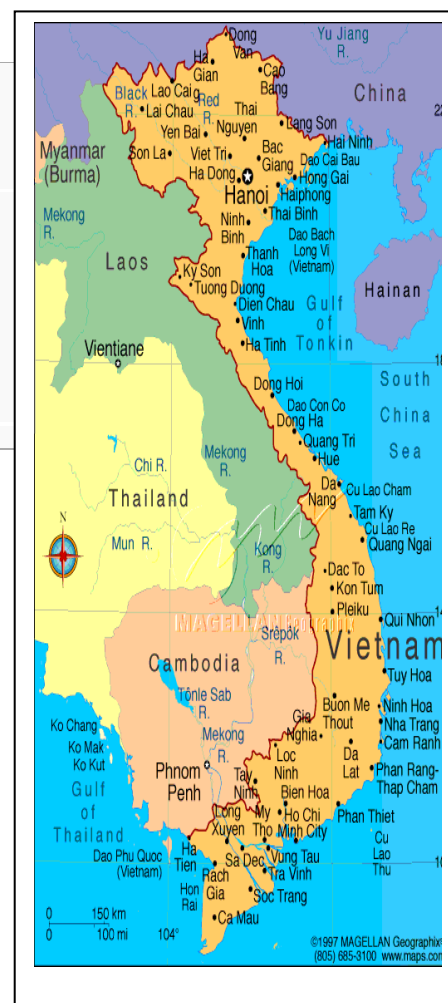 Dong
Van
Yu Jiang
R.
Ha
Gian
g
Cao
Bang
China
Lao Cai
Black
R.
Lai Chau
Red
R.
Thai
Nguyen
Lang Son
22
Yen Bai
Hai Ninh
Myanmar
(Burma)
Son La
Viet Tri
Bac
Giang
Dao Cai Bau
Hong Gai
Ha Dong
Hanoi
Haiphong
Thai Binh
Mekong
R.
Ninh
Binh
Dao Bach
Long Vi
(Vietnam)
Laos
Thanh
Hoa
Ky Son
Tuong Duong
Hainan
Dien Chau
Vinh
Gulf
of
Tonkin
Ha Tinh
Vientiane
18
South
China
Sea
Dong Hoi
Dao Con Co
Dong Ha
Quang Tri
Hue
Mekong
R.
Chi R.
Da
Nang
Cu Lao Cham
Thailand
Tam Ky
Cu Lao Re
Quang Ngai
N
Mun R.
Kong
R.
Dac To
Kon Tum
Pleiku
14
MAGELLAN Geographix
Srêpôk
R.
Qui Nhon
Vietnam
Cambodia
Tuy Hoa
Tônle Sab
R.
Buon Me
Thout
Ninh Hoa
Nha Trang
Cam Ranh
Ko Chang
Ko Mak
Ko Kut
Mekong
R.
Gia
Nghia
Da
Lat
Loc
Ninh
Phnom
Penh
Tay
Ninh
Phan Rang-
Thap Cham
Bien Hoa
Gulf
of
Thailand
Long
Xuyen
My
Tho
Ho Chi
Minh City
Phan Thiet
Cu
Lao
Thu
Ha
Tien
Dao Phu Quoc
(Vietnam)
Sa Dec
Vung Tau
10
Rach
Gia
Tra Vinh
Hon
Rai
Soc Trang
Ca Mau
0 150 km
0 100 mi
104°
©1997 MAGELLAN Geographix
(805) 685-3100 www.maps.com